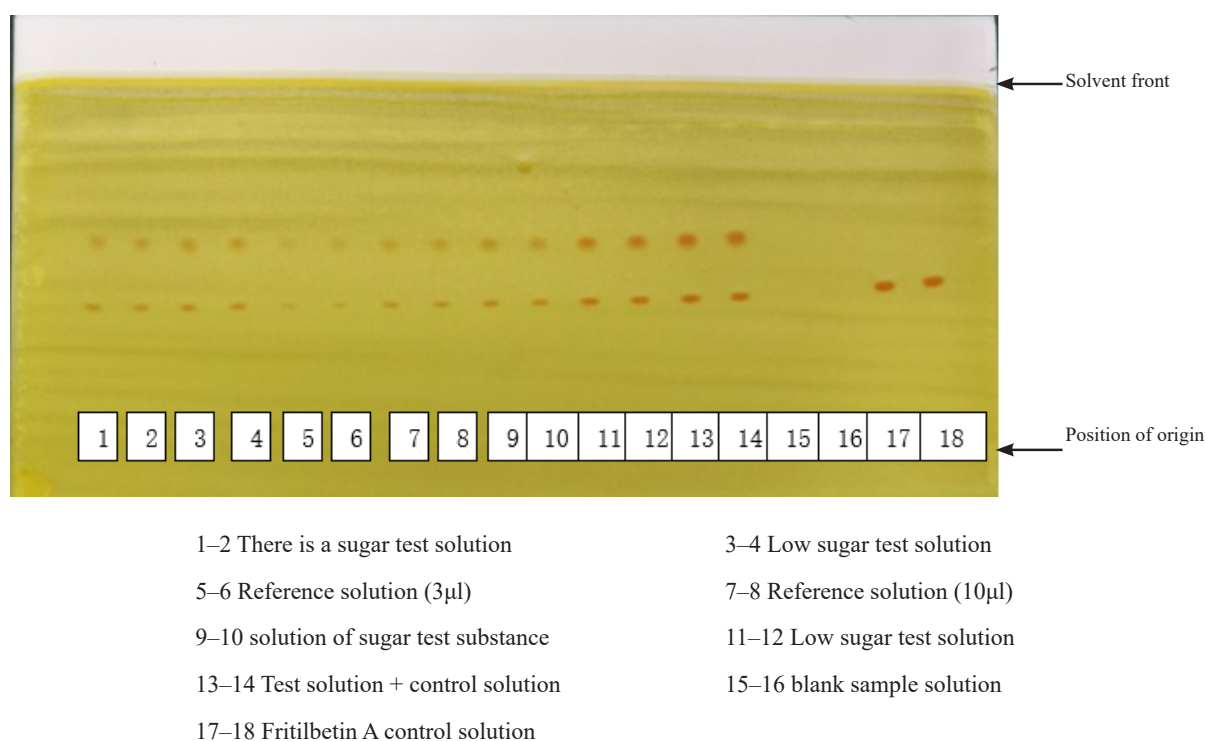 Solvent front
1 2 3 4 5 6 7 8 9 10 11 12 13 14 15 16 17 18
Position of origin
1–2 There is a sugar test solution
3–4 Low sugar test solution
5–6 Reference solution (3μl)
7–8 Reference solution (10μl)
9–10 solution of sugar test substance
11–12 Low sugar test solution
13–14 Test solution + control solution
15–16 blank sample solution
17–18 Fritilbetin A control solution